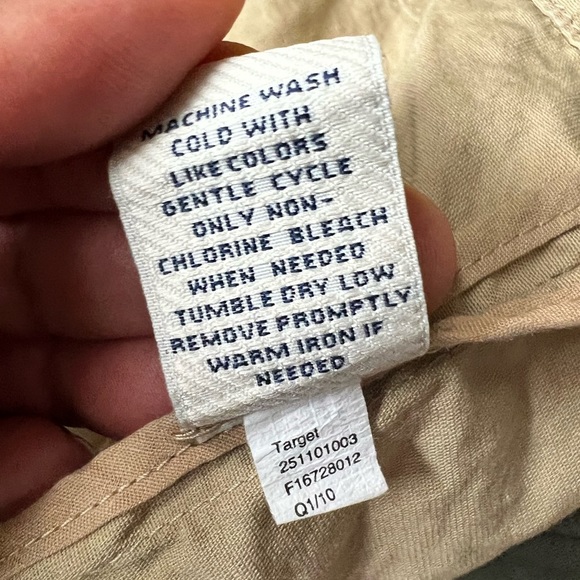 MACHINE WASH
COLD WITH
LIKE COLORS
GENTLE CYCLE
ONLY NON-
CHLORINE BLEACH
WHEN NEEDED
TUMBLE DRY LOW
REMOVE PROMPTLY
WARM IRON IF
NEEDED
Target
251101003
F16728012
Q1/10